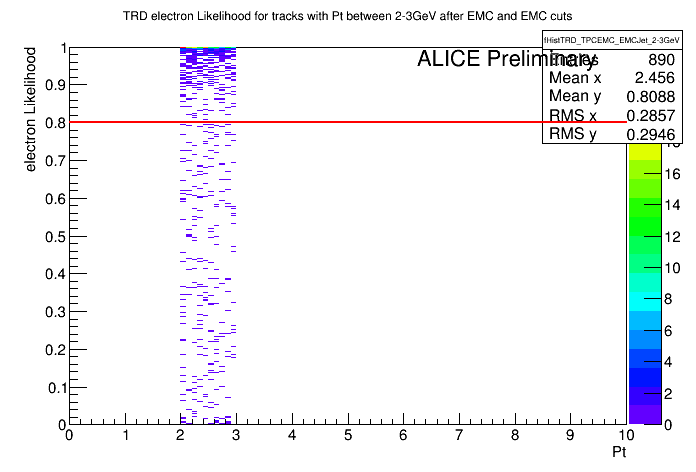 TRD electron Likelihood for tracks with Pt between 2-3GeV after EMC and EMC cuts
fHistTRD_TPCEMC_EMCJet_2-3GeV
ALICE Preliminary
890
Mean x 2.456
Mean y 0.8088
RMS x 0.2857
RMS y 0.2946
electron Likelihood
1
0.9
0.8
0.7
0.6
0.5
0.4
0.3
0.2
0.1
0
0 1 2 3 4 5 6 7 8 9 10
Pt
16
14
12
10
8
6
4
2
0